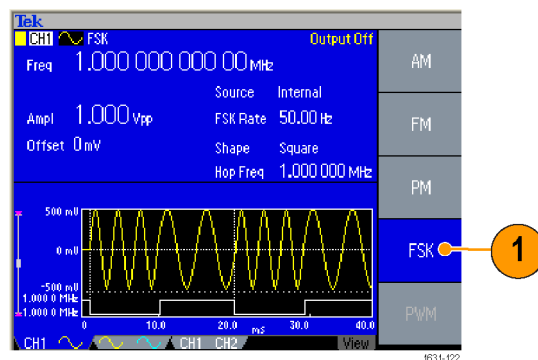 Tek
CH1 FSK Output Off
Freq 1.000 000 000 00 MHz
Source Internal
Ampl 1.000 Vpp FSK Rate 50.00 Hz
Offset 0 mV Shape Square
Hop Freq 1.000 000 MHz
500 mV
0 mV
-500 mV
1.000 0 MHz
1.000 0 MHz
0 10.0 20.0 ms 30.0 40.0
CH1 CH1 CH2 View
AM
FM
PM
FSK
PWM
1
1631-122